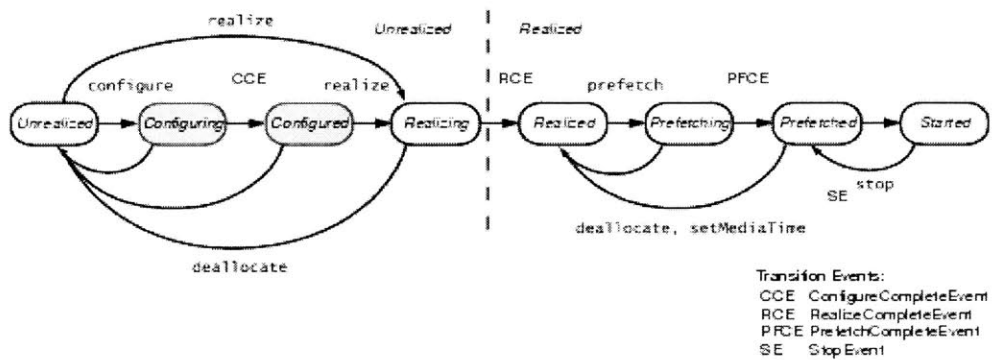 realize
Unrealized Realized
configure CCE realize RCE prefetch PFCE
Unrealized Configuring Configured Realizing Realized Prefetching Prefetched Started
SE stop
deallocate, setMediaTime
deallocate
Transition Events:
CCE ConfigureCompleteEvent
RCE RealizeCompleteEvent
PFCE PrefetchCompleteEvent
SE StopEvent